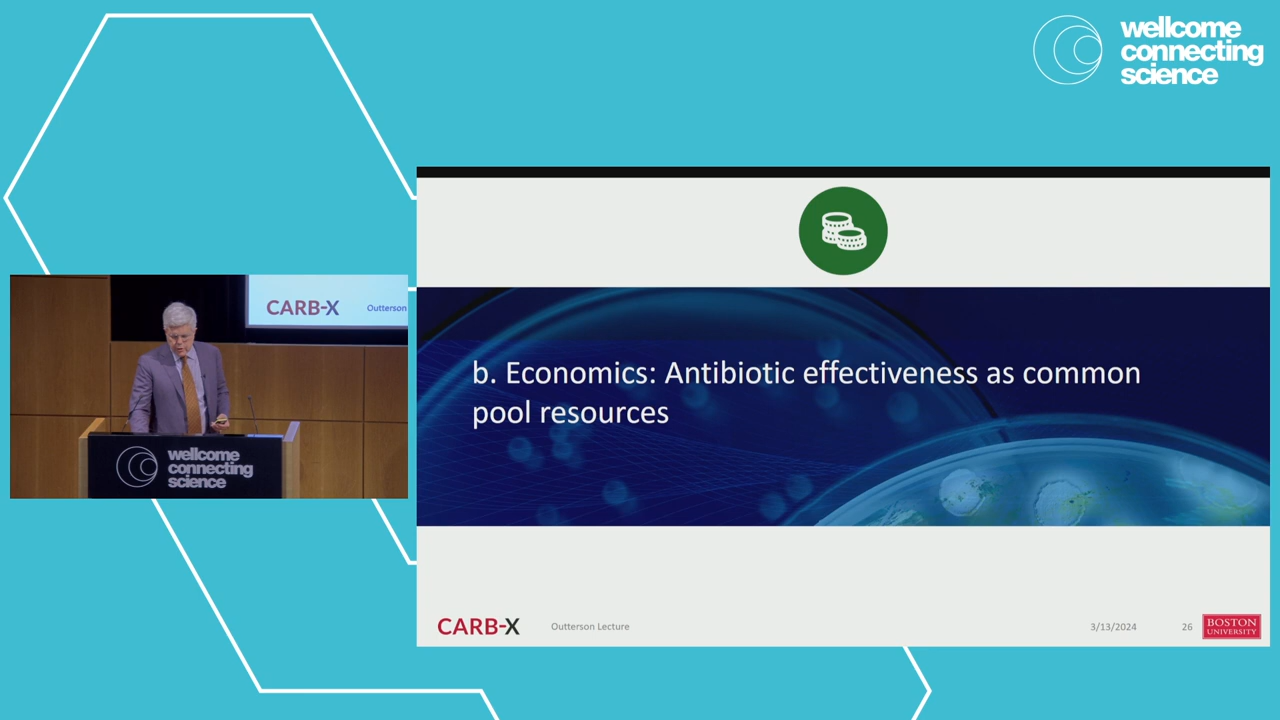 wellcome
connecting
science
b. Economics: Antibiotic effectiveness as common
pool resources
CARB-X
Outterson Lecture
3/13/2024
26
BOSTON
UNIVERSITY
CARB-X
Outterson
wellcome
connecting
science